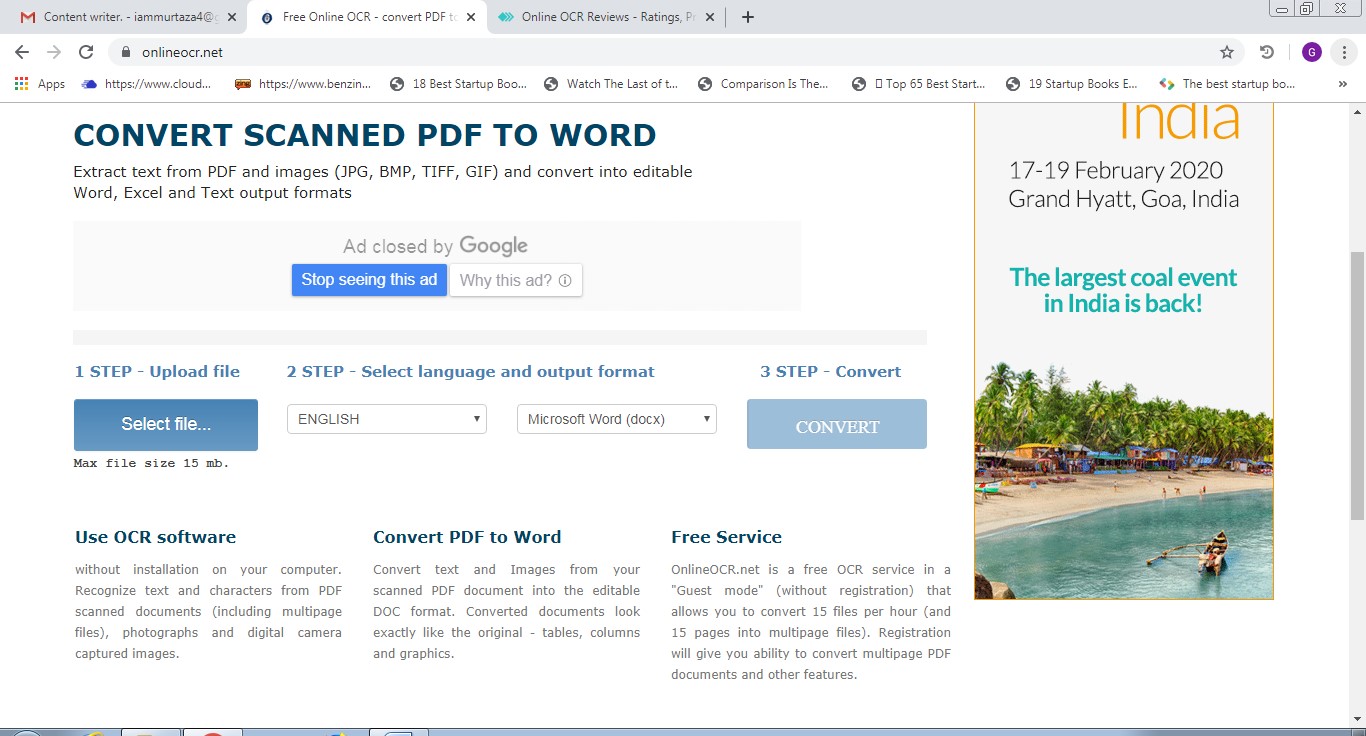 Content writer. - iammurtaza4@g
Free Online OCR - convert PDF to
Online OCR Reviews - Ratings, Pr
onlineocr.net
G
Apps
https://www.cloud...
https://www.benzin...
18 Best Startup Boo...
Watch The Last of t...
Comparison Is The...
Top 65 Best Start...
19 Startup Books E...
The best startup bo...
»
CONVERT SCANNED PDF TO WORD
Extract text from PDF and images (JPG, BMP, TIFF, GIF) and convert into editable
Word, Excel and Text output formats
Ad closed by Google
Stop seeing this ad
Why this ad?
1 STEP - Upload file
Select file...
Max file size 15 mb.
2 STEP - Select language and output format
ENGLISH
Microsoft Word (docx)
3 STEP - Convert
CONVERT
Use OCR software
without installation on your computer.
Recognize text and characters from PDF
scanned documents (including multipage
files), photographs and digital camera
captured images.
Convert PDF to Word
Convert text and Images from your
scanned PDF document into the editable
DOC format. Converted documents look
exactly like the original - tables, columns
and graphics.
Free Service
OnlineOCR.net is a free OCR service in a
"Guest mode" (without registration) that
allows you to convert 15 files per hour (and
15 pages into multipage files). Registration
will give you ability to convert multipage PDF
documents and other features.
India
17-19 February 2020
Grand Hyatt, Goa, India
The largest coal event
in India is back!